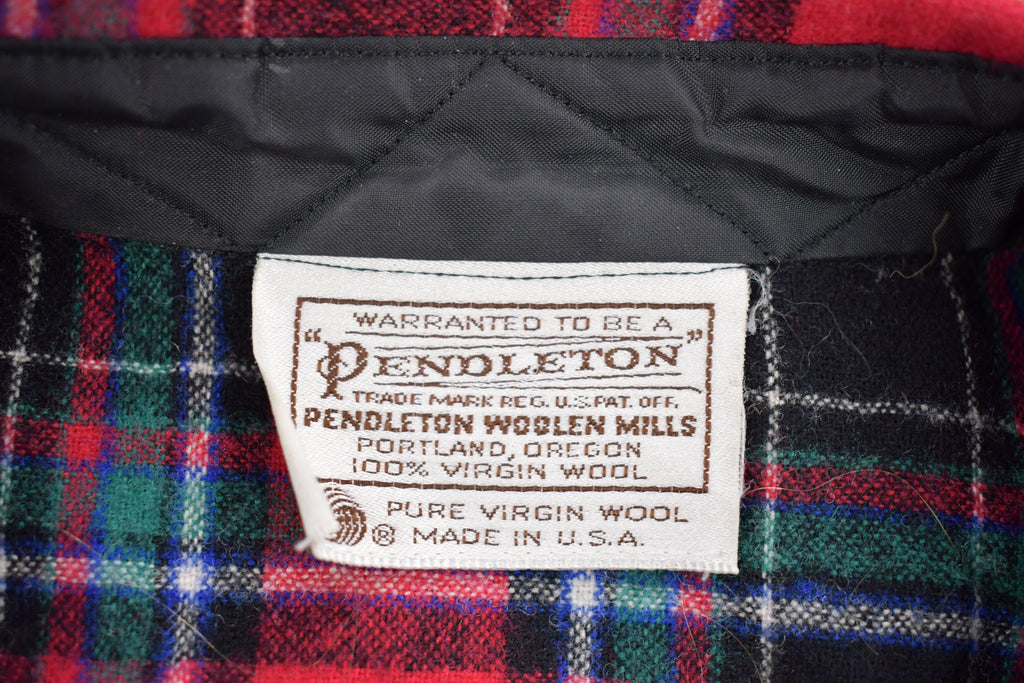 WARRANTED TO BE A
"PENDLETON"
TRADE MARK REG. U.S. PAT. OFF.
PENDLETON WOOLEN MILLS
PORTLAND, OREGON
100% VIRGIN WOOL
PURE VIRGIN WOOL
® MADE IN U.S.A.